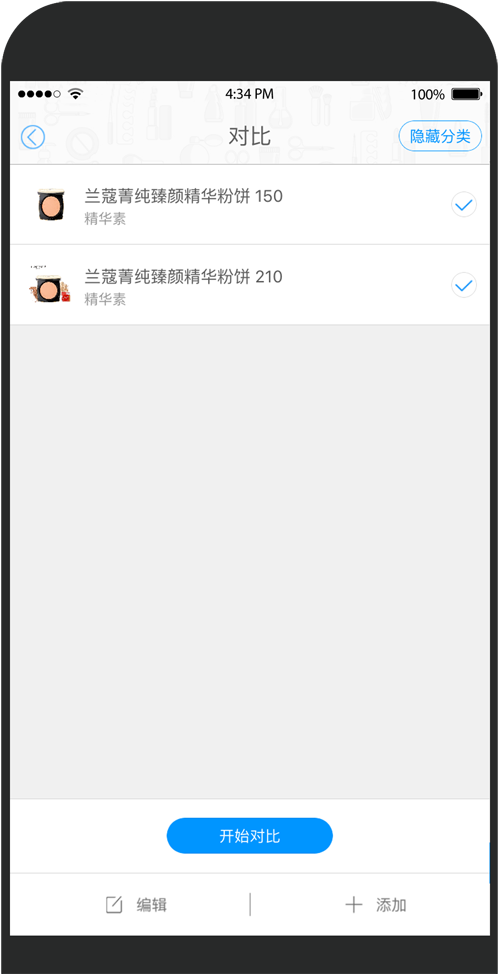 4:34 PM
100%
对比
隐藏分类
兰蔻菁纯臻颜精华粉饼 150
精华素
兰蔻菁纯臻颜精华粉饼 210
精华素
开始对比
编辑
添加